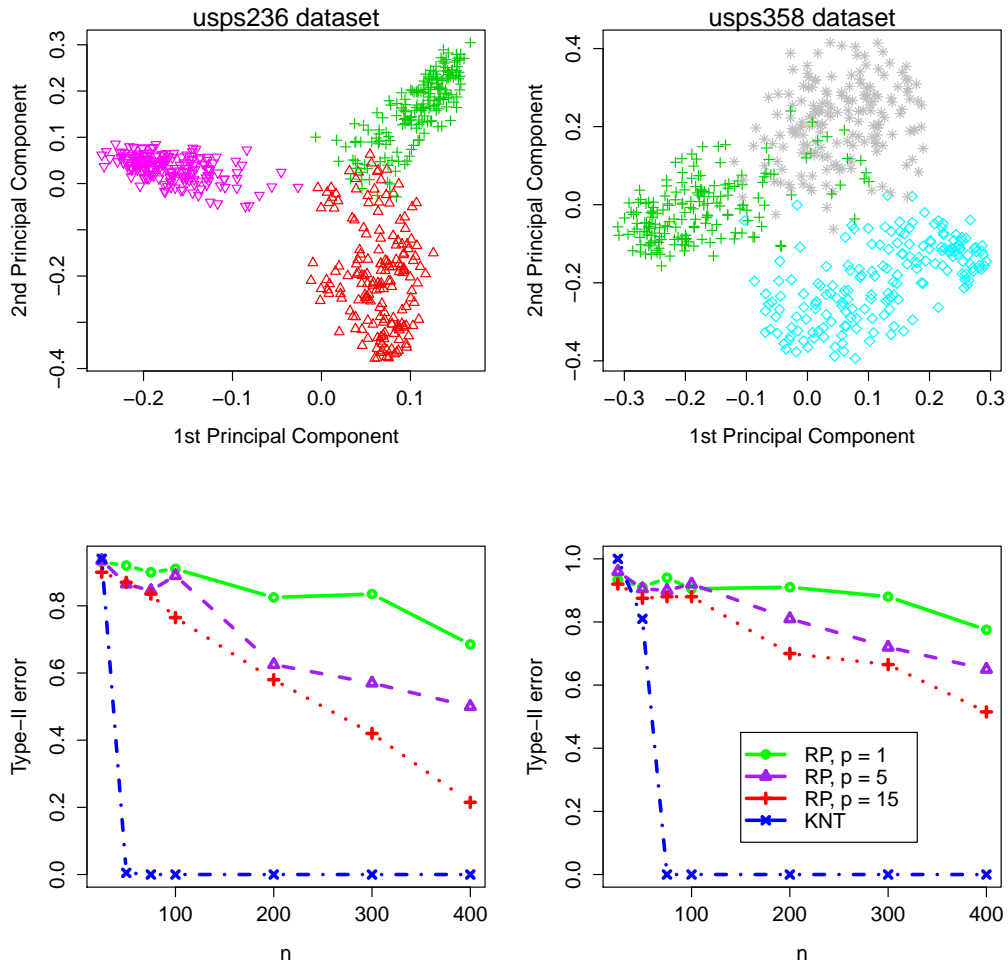 usps236 dataset
2nd Principal Component
0.3
0.2
0.1
0.0
−0.2
−0.4
−0.2
−0.1
0.0
0.1
1st Principal Component
usps358 dataset
2nd Principal Component
0.4
0.2
0.0
−0.2
−0.4
−0.3
−0.2
−0.1
0.0
0.1
0.2
0.3
1st Principal Component
Type−II error
0.8
0.6
0.4
0.2
0.0
100
200
300
400
n
Type−II error
1.0
0.8
0.6
0.4
0.2
0.0
RP, p = 1
RP, p = 5
RP, p = 15
KNT
100
200
300
400
n